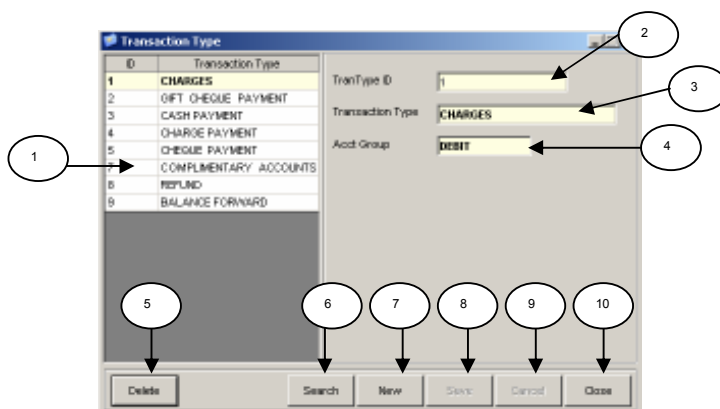 Transaction Type
2
ID Transaction Type
1 CHARGES
2 GIFT CHEQUE PAYMENT
3 CASH PAYMENT
4 CHARGE PAYMENT
5 CHEQUE PAYMENT
7 COMPLIMENTARY ACCOUNTS
8 REFUND
9 BALANCE FORWARD
TranType ID 1
Transaction Type CHARGES
Acct Group DEBIT
3
4
1
5 6 7 8 9 10
Delete Search New Save Cancel Close